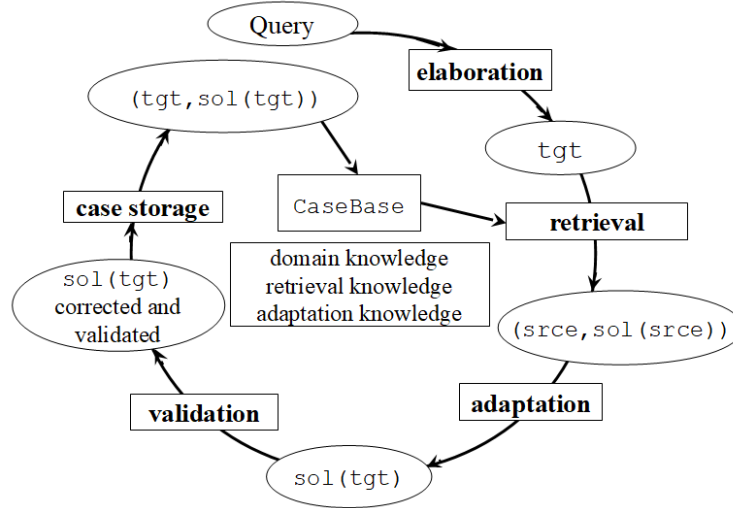 Query
elaboration
(tgt,sol(tgt))
tgt
case storage
CaseBase
retrieval
domain knowledge
retrieval knowledge
adaptation knowledge
sol(tgt)
corrected and
validated
(srce,sol(srce))
validation
adaptation
sol(tgt)